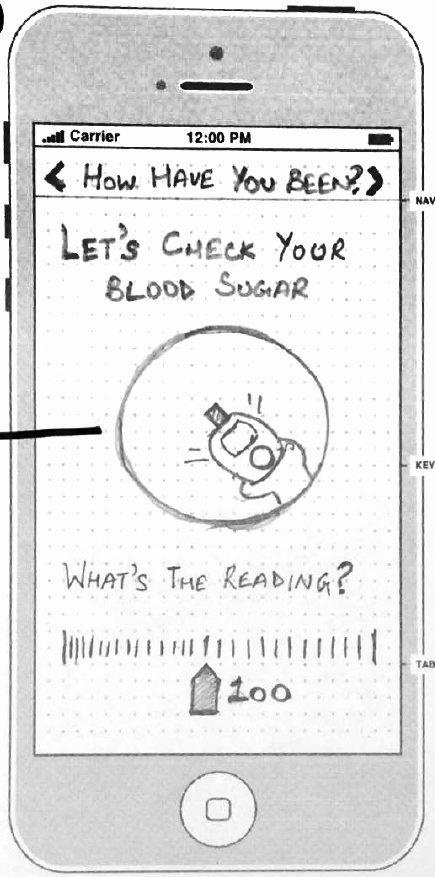 Carrier
12:00 PM
< HOW HAVE YOU BEEN? >
NAV
LET'S CHECK YOUR
BLOOD SUGAR
KEY
WHAT'S THE READING?
TAB
100